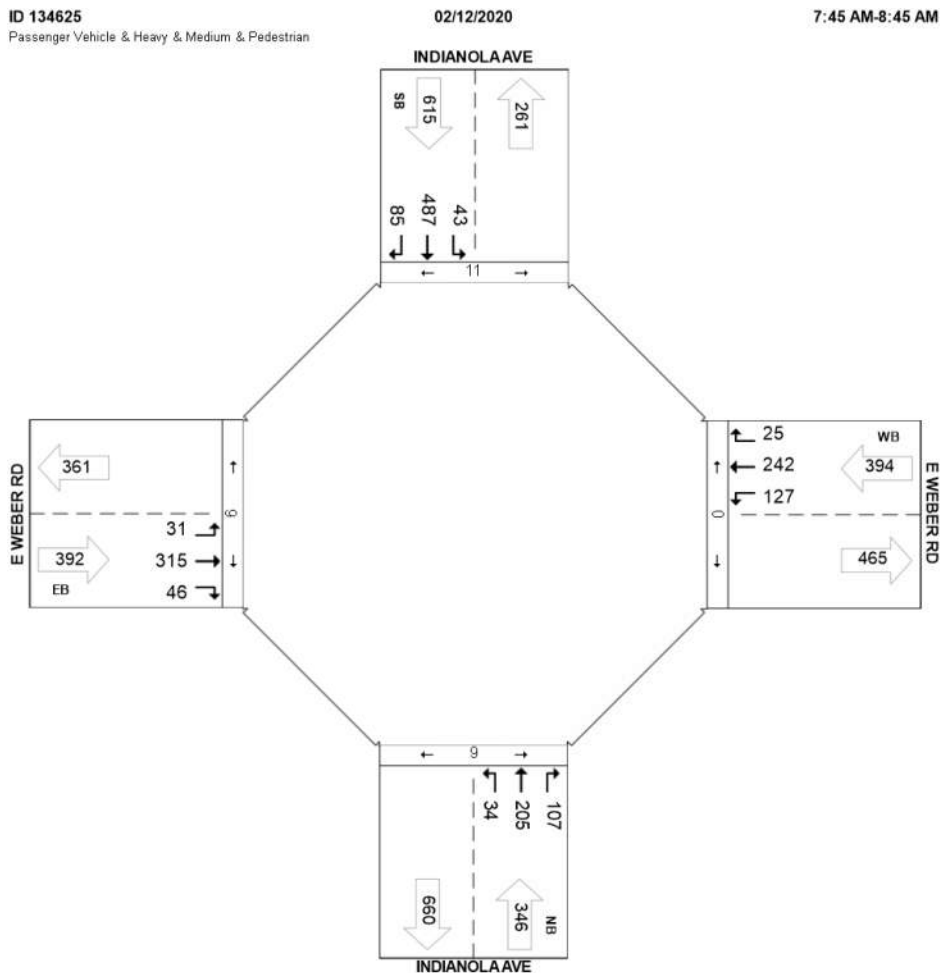 ID 134625
02/12/2020
7:45 AM-8:45 AM
Passenger Vehicle & Heavy & Medium & Pedestrian
INDIANOLA AVE
SB
615
261
85
487
43
11
E WEBER RD
361
392
EB
31
315
46
25
242
127
WB
394
0
465
E WEBER RD
9
34
205
107
660
346
NB
INDIANOLA AVE